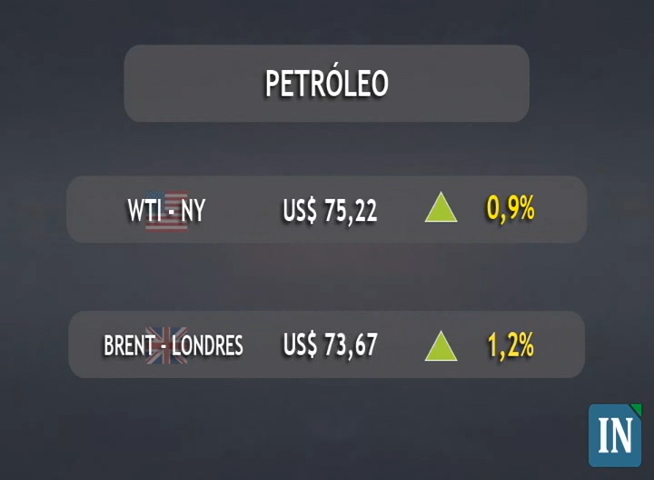 PETRÓLEO
WTI - NY US$ 75,22 0,9%
BRENT - LONDRES US$ 73,67 1,2%
IN